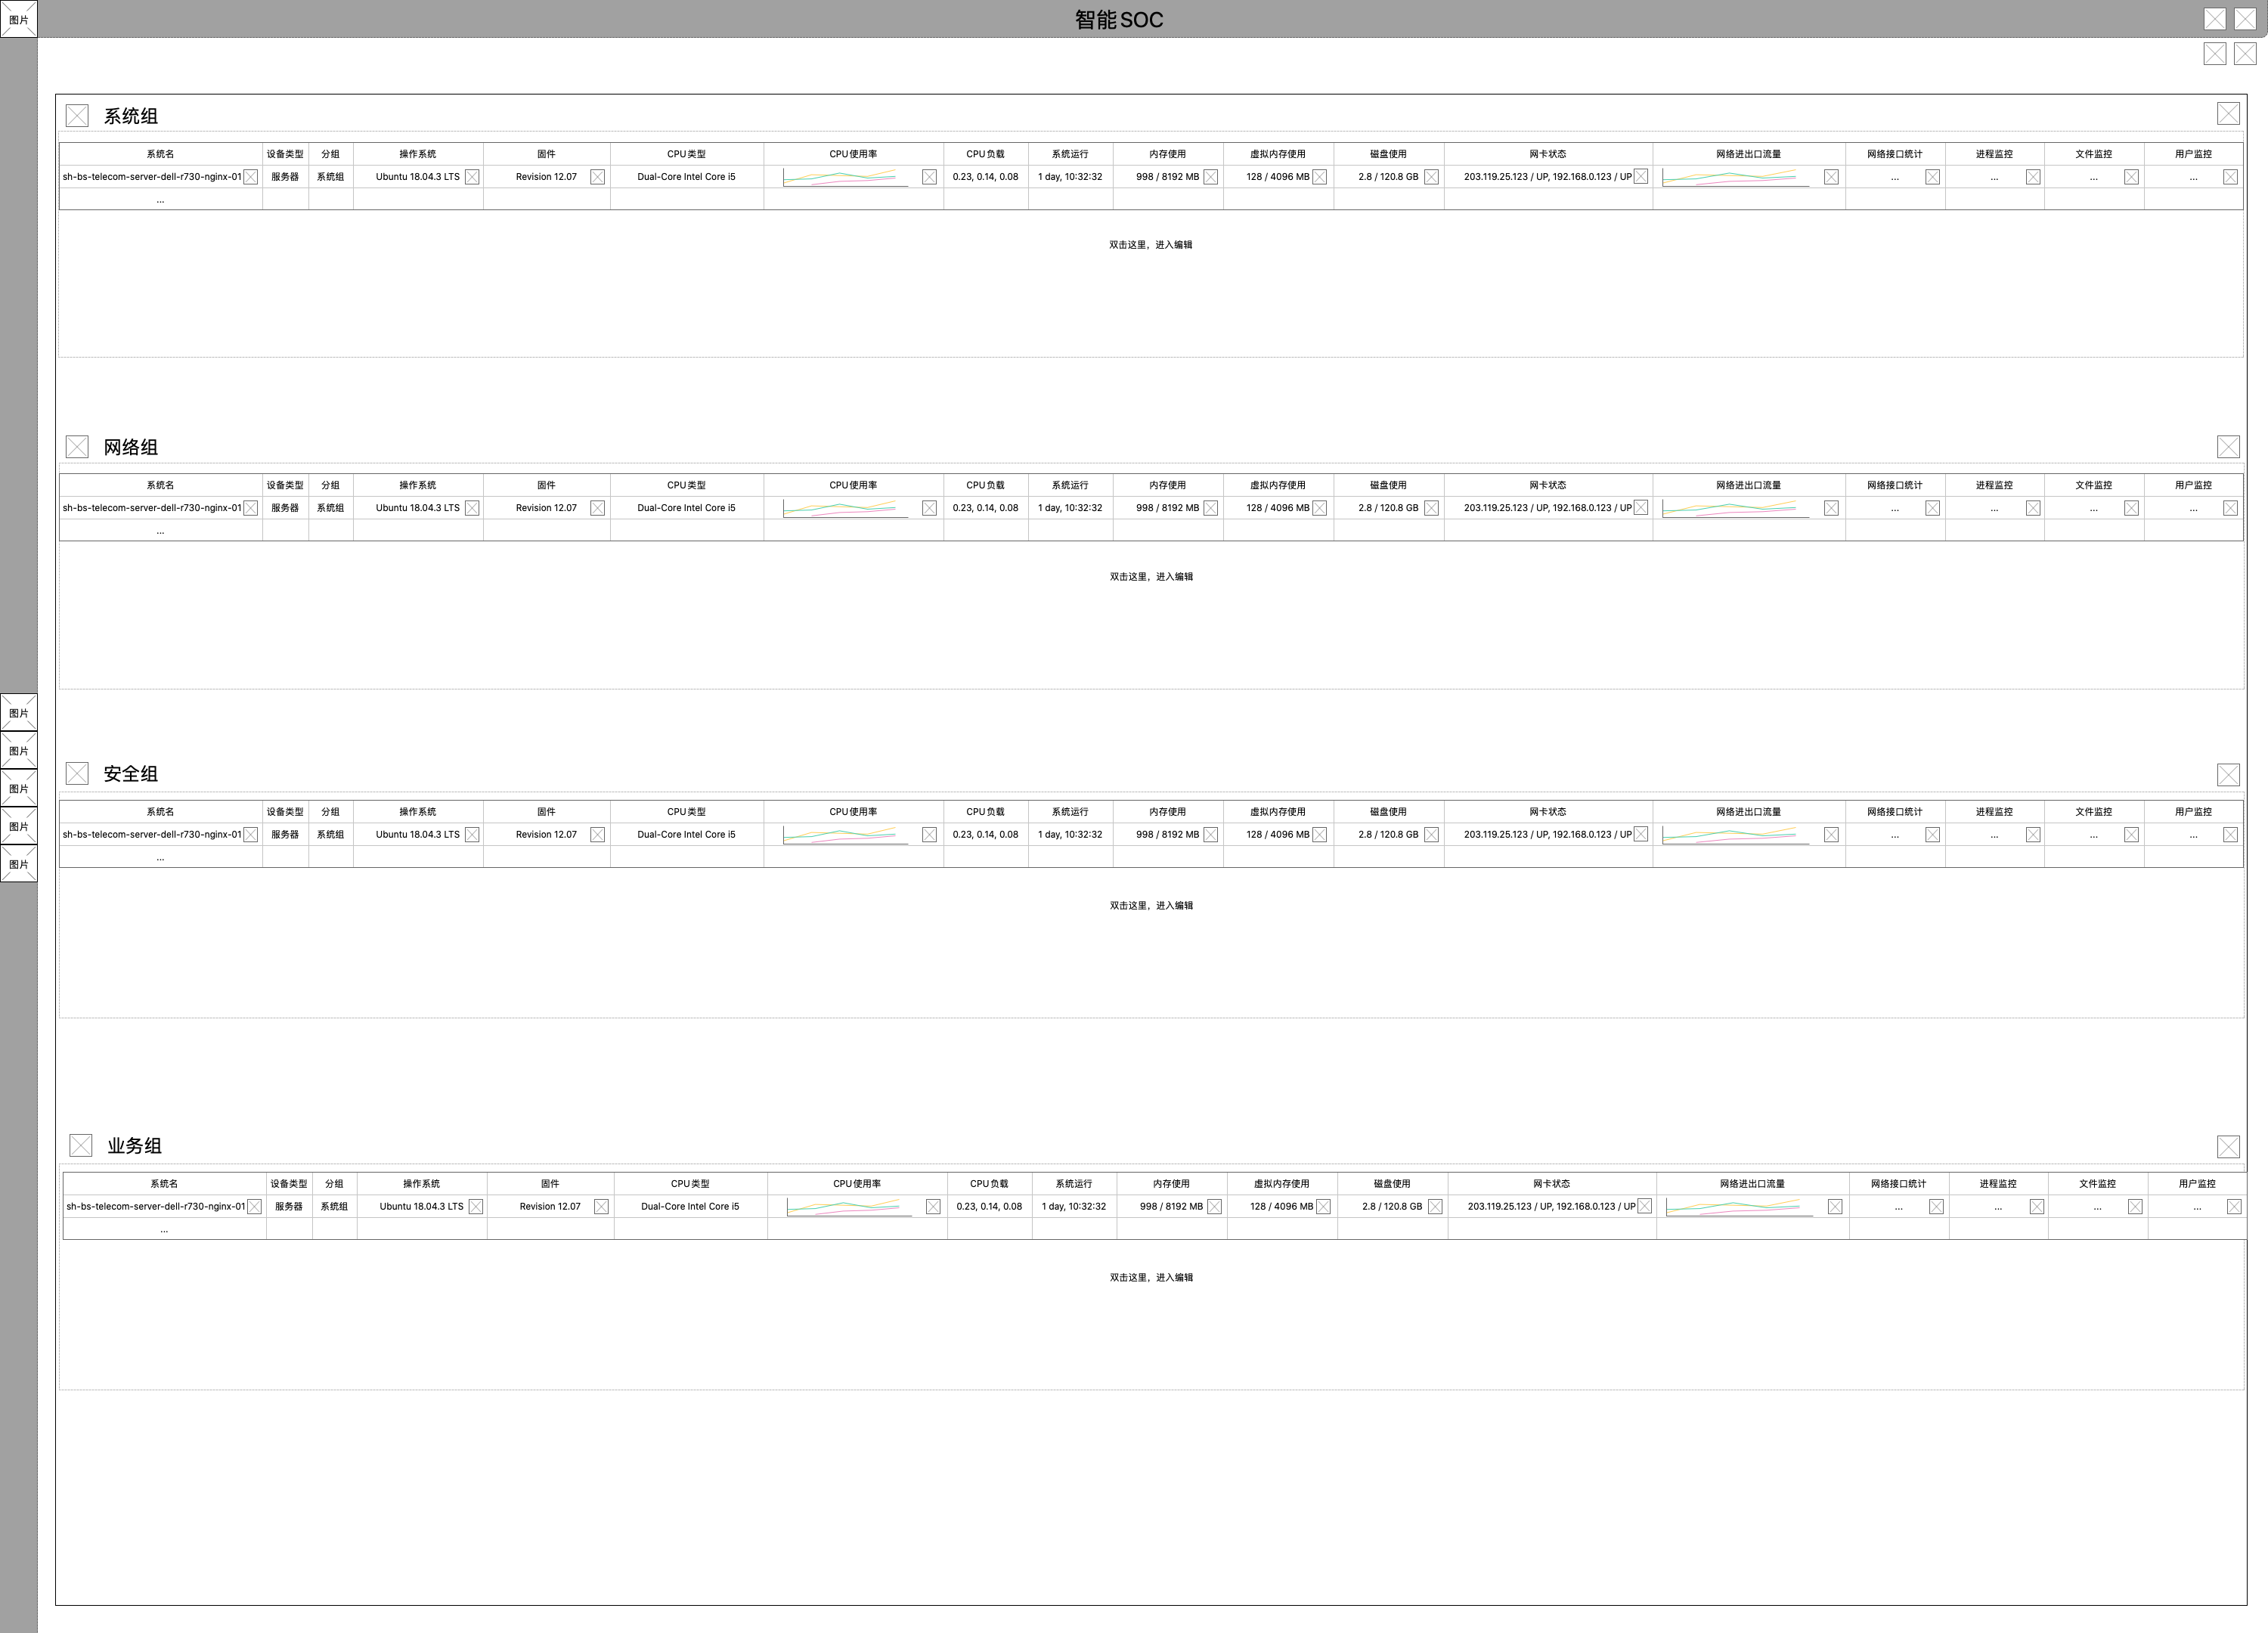 图片
智能SOC
系统组
系统名 设备类型 分组 操作系统 固件 CPU类型 CPU使用率 CPU负载 系统运行 内存使用 虚拟内存使用 磁盘使用 网卡状态 网络进出口流量 网络接口统计 进程监控 文件监控 用户监控
sh-bs-telecom-server-dell-r730-nginx-01 服务器 系统组 Ubuntu 18.04.3 LTS Revision 12.07 Dual-Core Intel Core i5 0.23, 0.14, 0.08 1 day, 10:32:32 998 / 8192 MB 128 / 4096 MB 2.8 / 120.8 GB 203.119.25.123 / UP, 192.168.0.123 / UP ... ... ... ...
...
双击这里，进入编辑
网络组
系统名 设备类型 分组 操作系统 固件 CPU类型 CPU使用率 CPU负载 系统运行 内存使用 虚拟内存使用 磁盘使用 网卡状态 网络进出口流量 网络接口统计 进程监控 文件监控 用户监控
sh-bs-telecom-server-dell-r730-nginx-01 服务器 系统组 Ubuntu 18.04.3 LTS Revision 12.07 Dual-Core Intel Core i5 0.23, 0.14, 0.08 1 day, 10:32:32 998 / 8192 MB 128 / 4096 MB 2.8 / 120.8 GB 203.119.25.123 / UP, 192.168.0.123 / UP ... ... ... ...
...
双击这里，进入编辑
图片
图片
图片
图片
图片
安全组
系统名 设备类型 分组 操作系统 固件 CPU类型 CPU使用率 CPU负载 系统运行 内存使用 虚拟内存使用 磁盘使用 网卡状态 网络进出口流量 网络接口统计 进程监控 文件监控 用户监控
sh-bs-telecom-server-dell-r730-nginx-01 服务器 系统组 Ubuntu 18.04.3 LTS Revision 12.07 Dual-Core Intel Core i5 0.23, 0.14, 0.08 1 day, 10:32:32 998 / 8192 MB 128 / 4096 MB 2.8 / 120.8 GB 203.119.25.123 / UP, 192.168.0.123 / UP ... ... ... ...
...
双击这里，进入编辑
业务组
系统名 设备类型 分组 操作系统 固件 CPU类型 CPU使用率 CPU负载 系统运行 内存使用 虚拟内存使用 磁盘使用 网卡状态 网络进出口流量 网络接口统计 进程监控 文件监控 用户监控
sh-bs-telecom-server-dell-r730-nginx-01 服务器 系统组 Ubuntu 18.04.3 LTS Revision 12.07 Dual-Core Intel Core i5 0.23, 0.14, 0.08 1 day, 10:32:32 998 / 8192 MB 128 / 4096 MB 2.8 / 120.8 GB 203.119.25.123 / UP, 192.168.0.123 / UP ... ... ... ...
...
双击这里，进入编辑